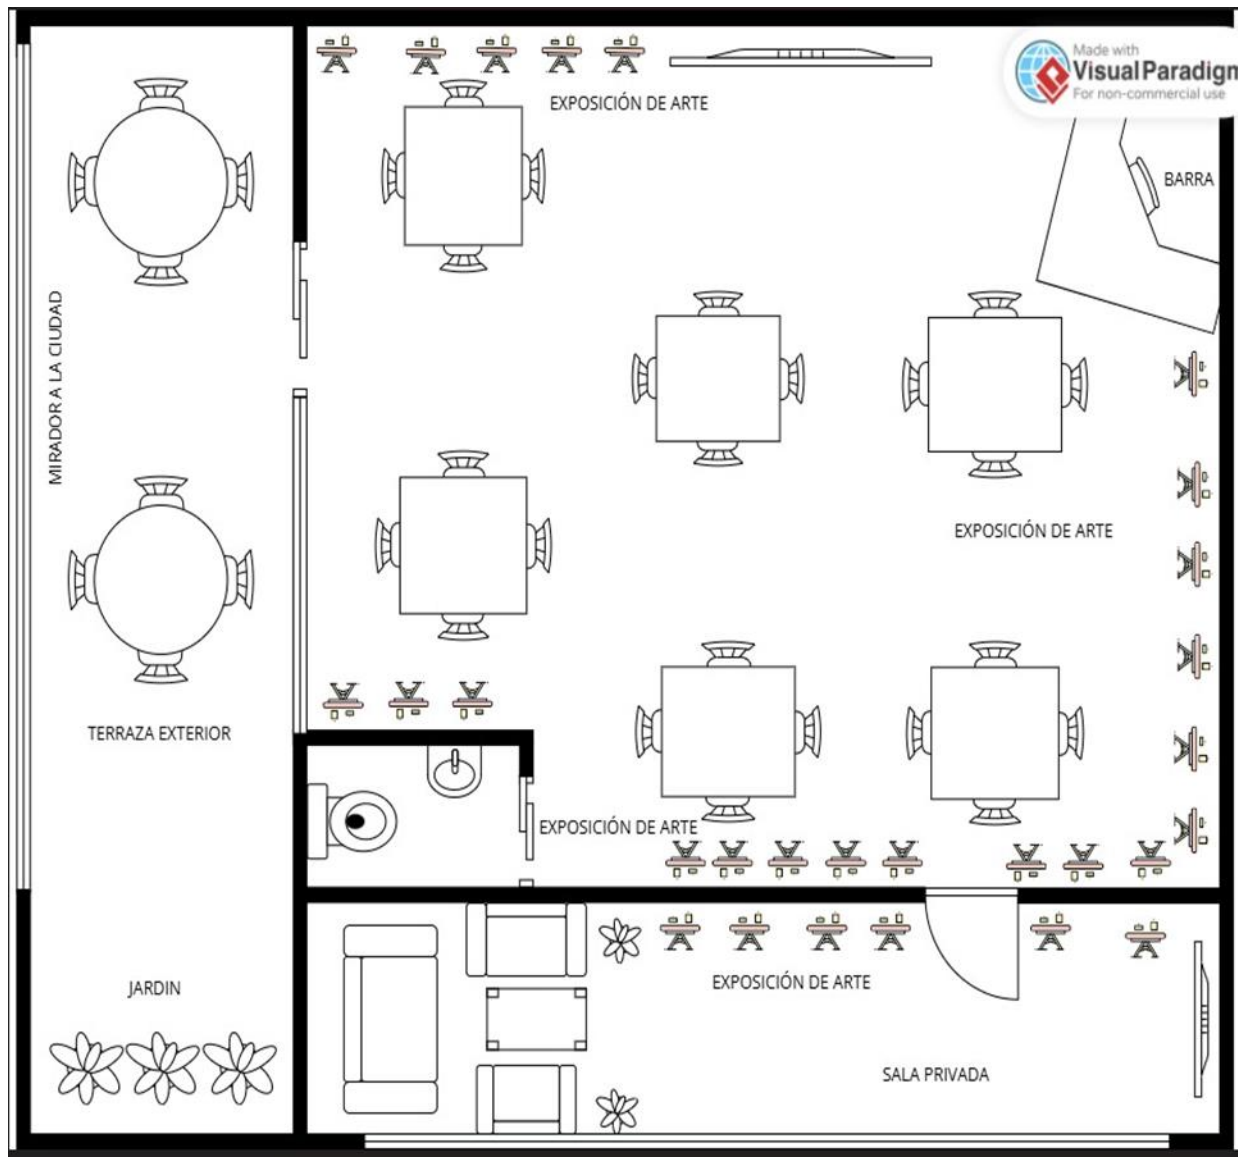 Made with
Visual Paradigm
For non-commercial use
EXPOSICIÓN DE ARTE
BARRA
MIRADOR A LA CIUDAD
EXPOSICIÓN DE ARTE
TERRAZA EXTERIOR
EXPOSICIÓN DE ARTE
EXPOSICIÓN DE ARTE
JARDIN
SALA PRIVADA